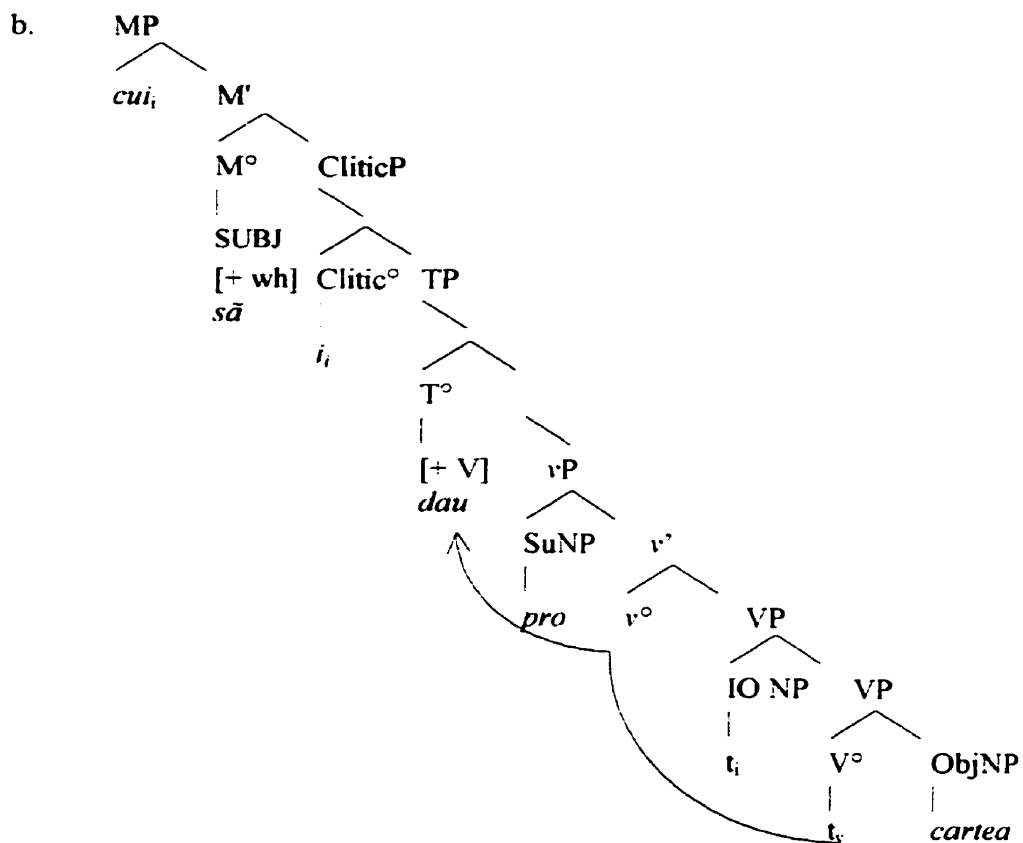 b. MP
cuiᵢ M'
M° CliticP
SUBJ
[+ wh] Clitic° TP
să
iᵢ
T°
[+ V] vP
dau
SuNP v'
pro v° VP
IO NP VP
tᵢ V° ObjNP
tᵥ cartea